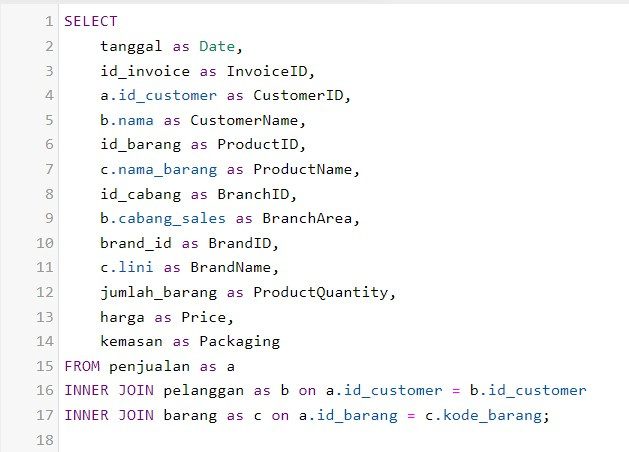 1 SELECT
2     tanggal as Date,
3     id_invoice as InvoiceID,
4     a.id_customer as CustomerID,
5     b.nama as CustomerName,
6     id_barang as ProductID,
7     c.nama_barang as ProductName,
8     id_cabang as BranchID,
9     b.cabang_sales as BranchArea,
10     brand_id as BrandID,
11     c.lini as BrandName,
12     jumlah_barang as ProductQuantity,
13     harga as Price,
14     kemasan as Packaging
15 FROM penjualan as a
16 INNER JOIN pelanggan as b on a.id_customer = b.id_customer
17 INNER JOIN barang as c on a.id_barang = c.kode_barang;
18